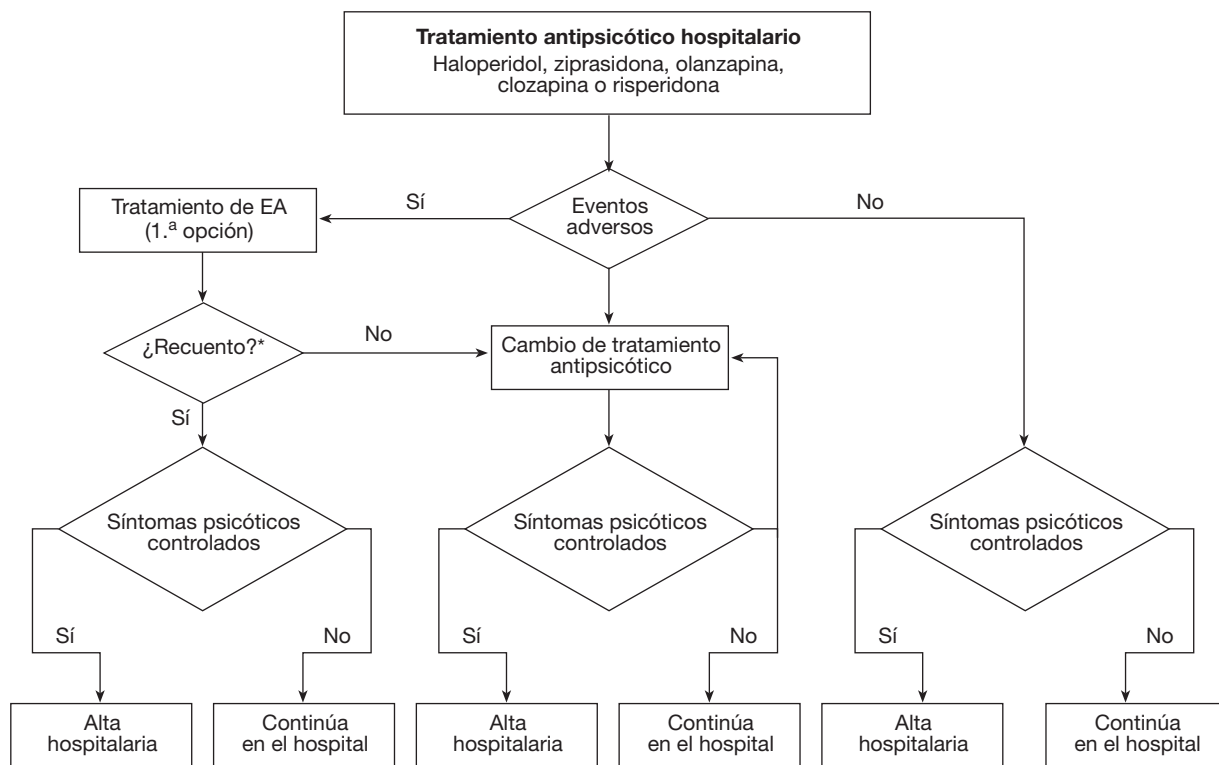 Tratamiento antipsicótico hospitalario
Haloperidol, ziprasidona, olanzapina,
clozapina o risperidona
Tratamiento de EA
(1.ª opción)
Sí
Eventos
adversos
No
¿Recuento?*
No
Cambio de tratamiento
antipsicótico
Sí
Síntomas psicóticos
controlados
Síntomas psicóticos
controlados
Síntomas psicóticos
controlados
Sí
No
Sí
No
Sí
No
Alta
hospitalaria
Continúa
en el hospital
Alta
hospitalaria
Continúa
en el hospital
Alta
hospitalaria
Continúa
en el hospital